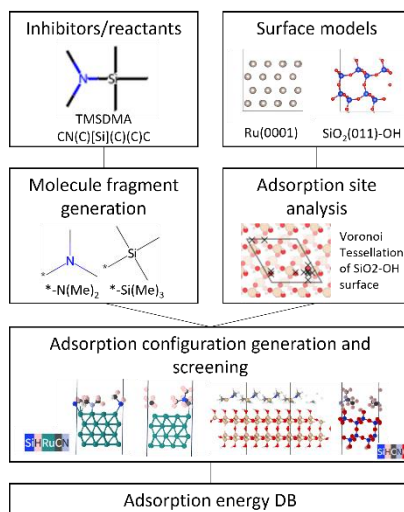 Inhibitors/reactants
N
Si
TMSDMA
CN(C)[Si](C)(C)C
Surface models
Ru(0001)
SiO2(011)-OH
Molecule fragment
generation
N
*
Si
*
*-N(Me)2
*-Si(Me)3
Adsorption site
analysis
Voronoi
Tessellation
of SiO2-OH
surface
Adsorption configuration generation and
screening
SiHRuCN
SiHCNO
Adsorption energy DB